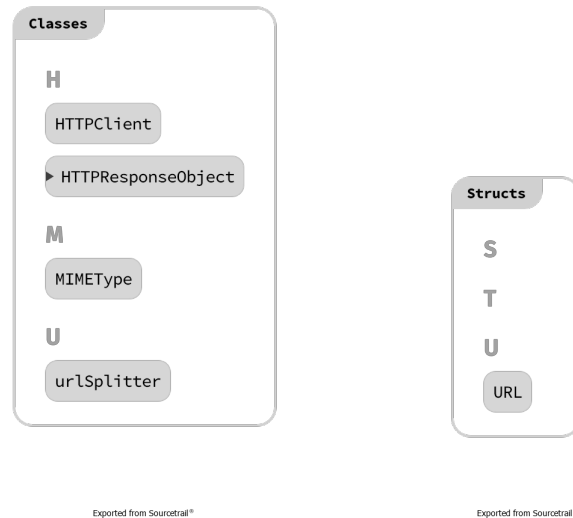 Classes
H
HTTPClient
HTTPResponseObject
M
MIMEType
U
urlSplitter
Exported from Sourcetrail®
Structs
S
T
U
URL
Exported from Sourcetrail